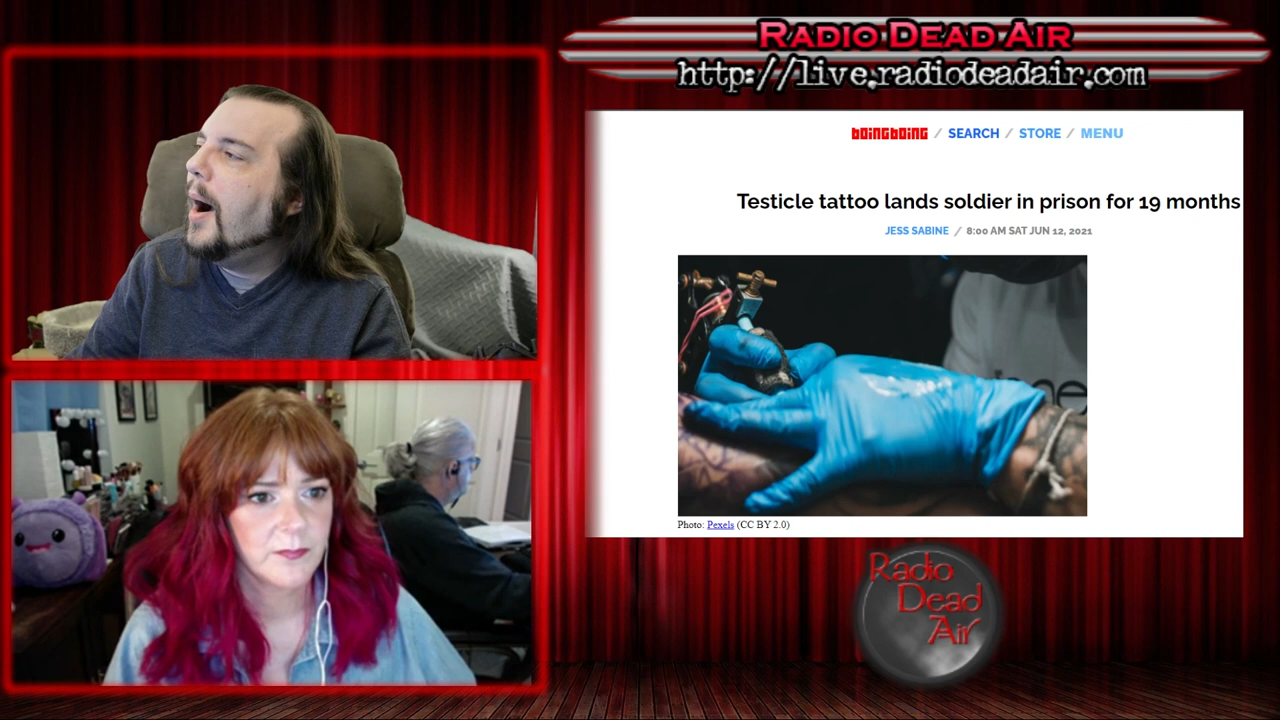 RADIO DEAD AIR
http://live.radiodeadair.com
boingboing / SEARCH / STORE / MENU
Testicle tattoo lands soldier in prison for 19 months
JESS SABINE / 8:00 AM SAT JUN 12, 2021
Photo: Pexels (CC BY 2.0)
Radio
Dead
Air